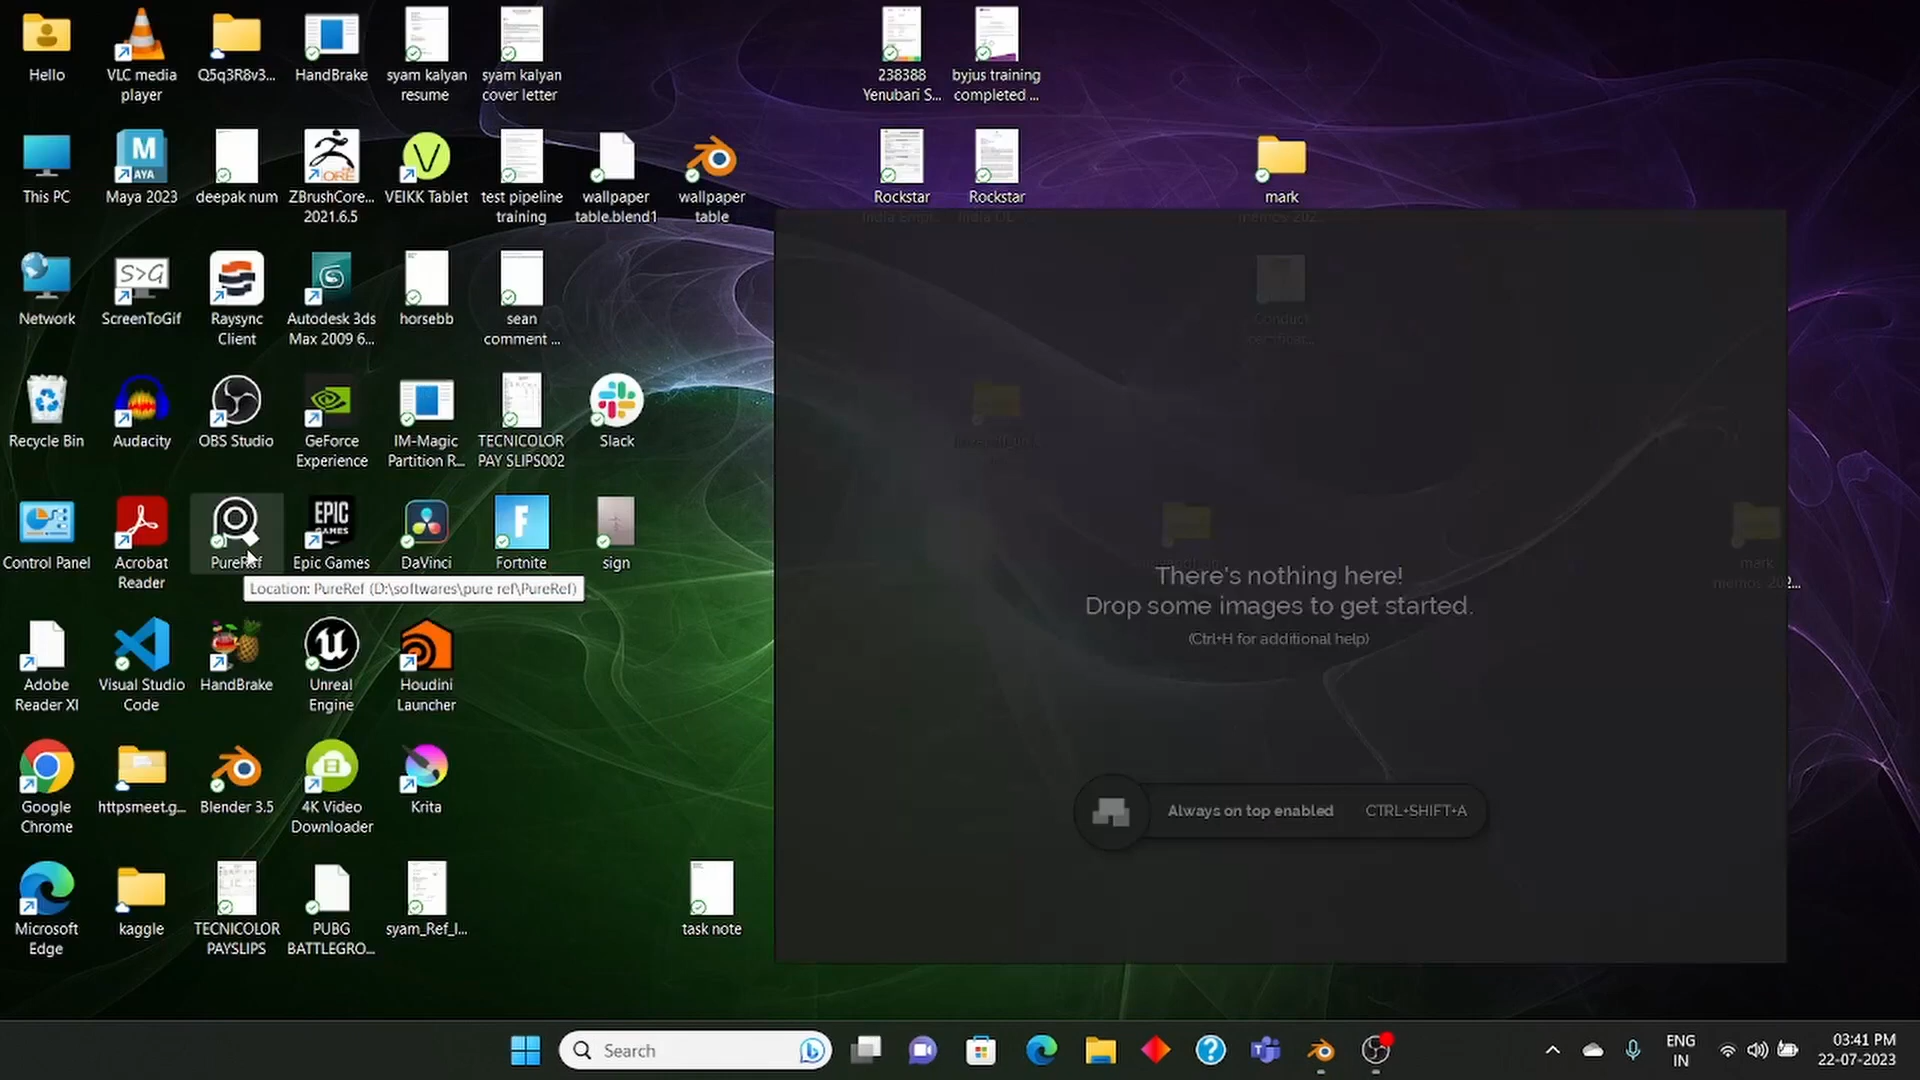 Hello
VLC media
player
Q5q3R8v3...
HandBrake
syam kalyan
resume
syam kalyan
cover letter
238388
Yenubari S...
byjus training
completed ...
This PC
M
AYA
Maya 2023
deepak num
ZBrushCore...
2021.6.5
V
VEIKK Tablet
test pipeline
training
wallpaper
table.blend1
wallpaper
table
Rockstar
Rockstar
mark
Network
S>G
ScreenToGif
Raysync
Client
Autodesk 3ds
Max 2009 6...
horsebb
sean
comment ...
Conduct
Recycle Bin
Audacity
OBS Studio
GeForce
Experience
IM-Magic
Partition R...
TECNICOLOR
PAY SLIPS002
Slack
Control Panel
Acrobat
Reader
PureRef
EPIC
GAMES
Epic Games
DaVinci
F
Fortnite
sign
mark
memos 202...
Location: PureRef (D:\softwares\pure ref\PureRef)
There's nothing here!
Drop some images to get started.
(Ctrl+H for additional help)
Adobe
Reader XI
Visual Studio
Code
HandBrake
Unreal
Engine
Houdini
Launcher
Google
Chrome
httpsmeet.g...
Blender 3.5
4K Video
Downloader
Krita
Always on top enabled CTRL+SHIFT+A
Microsoft
Edge
kaggle
TECNICOLOR
PAYSLIPS
PUBG
BATTLEGRO...
syam_Ref_I...
task note
Search
ENG
IN
03:41 PM
22-07-2023